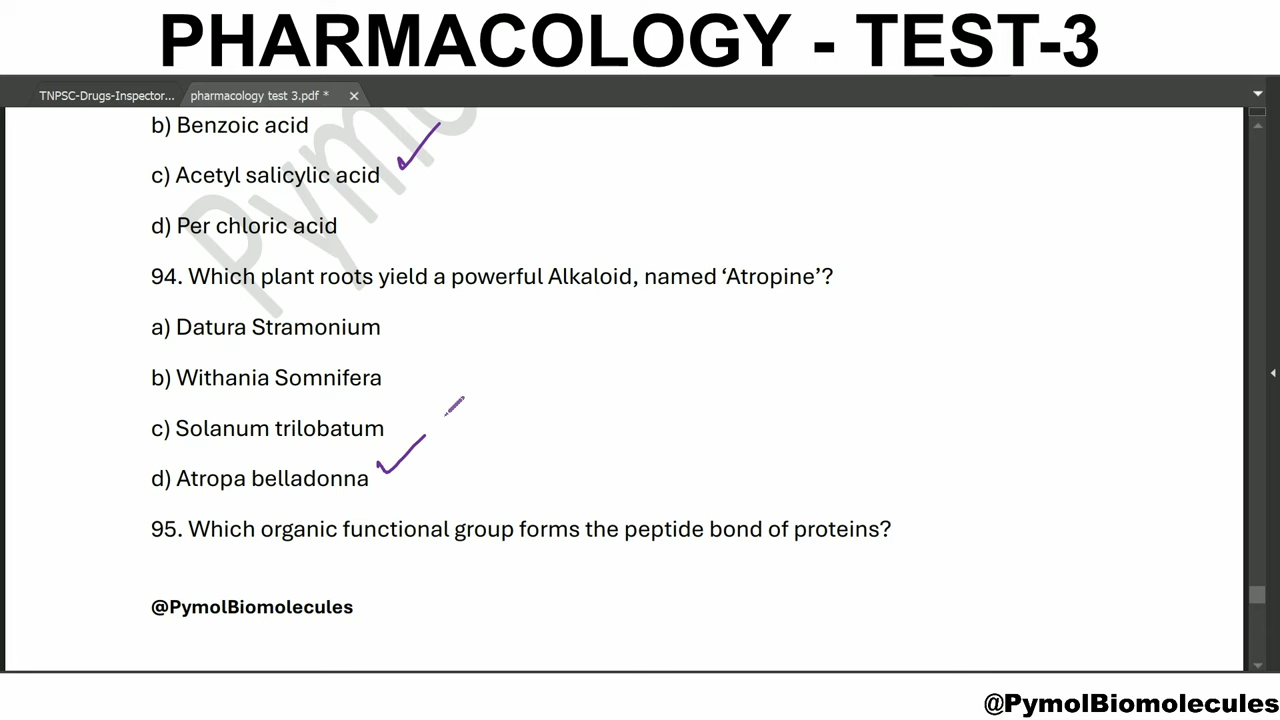 PHARMACOLOGY - TEST-3
TNPSC-Drugs-Inspector... pharmacology test 3.pdf *
b) Benzoic acid
c) Acetyl salicylic acid
d) Per chloric acid
94. Which plant roots yield a powerful Alkaloid, named ‘Atropine’?
a) Datura Stramonium
b) Withania Somnifera
c) Solanum trilobatum
d) Atropa belladonna
95. Which organic functional group forms the peptide bond of proteins?
@PymolBiomolecules
@PymolBiomolecules